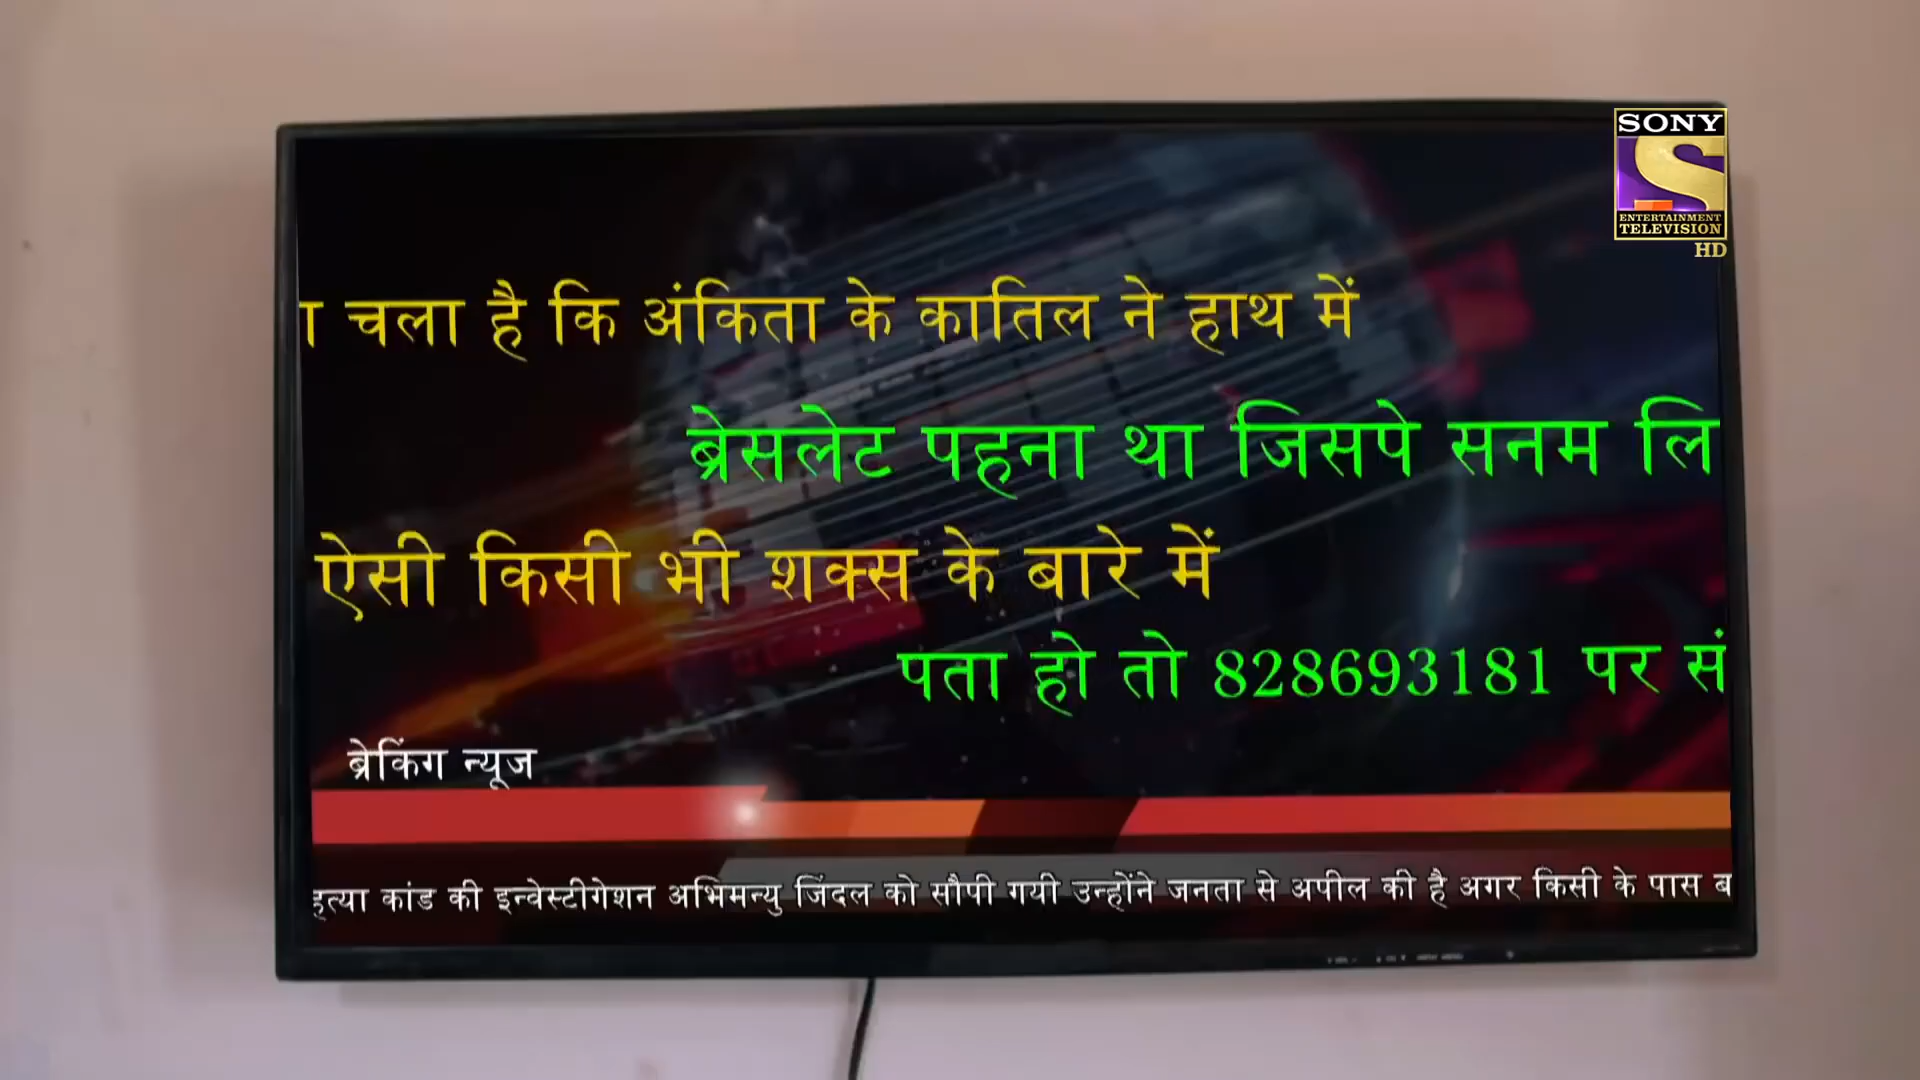 SONY
ENTERTAINMENT
TELEVISION
HD
चला है कि अंकिता के कातिल ने हाथ में
ब्रेसलेट पहना था जिसपे सनम लि
ऐसी किसी भी शक्स के बारे में
पता हो तो 828693181 पर सं
ब्रेकिंग न्यूज
हत्या कांड की इन्वेस्टीगेशन अभिमन्यु जिंदल को सौपी गयी उन्होंने जनता से अपील की है अगर किसी के पास ब